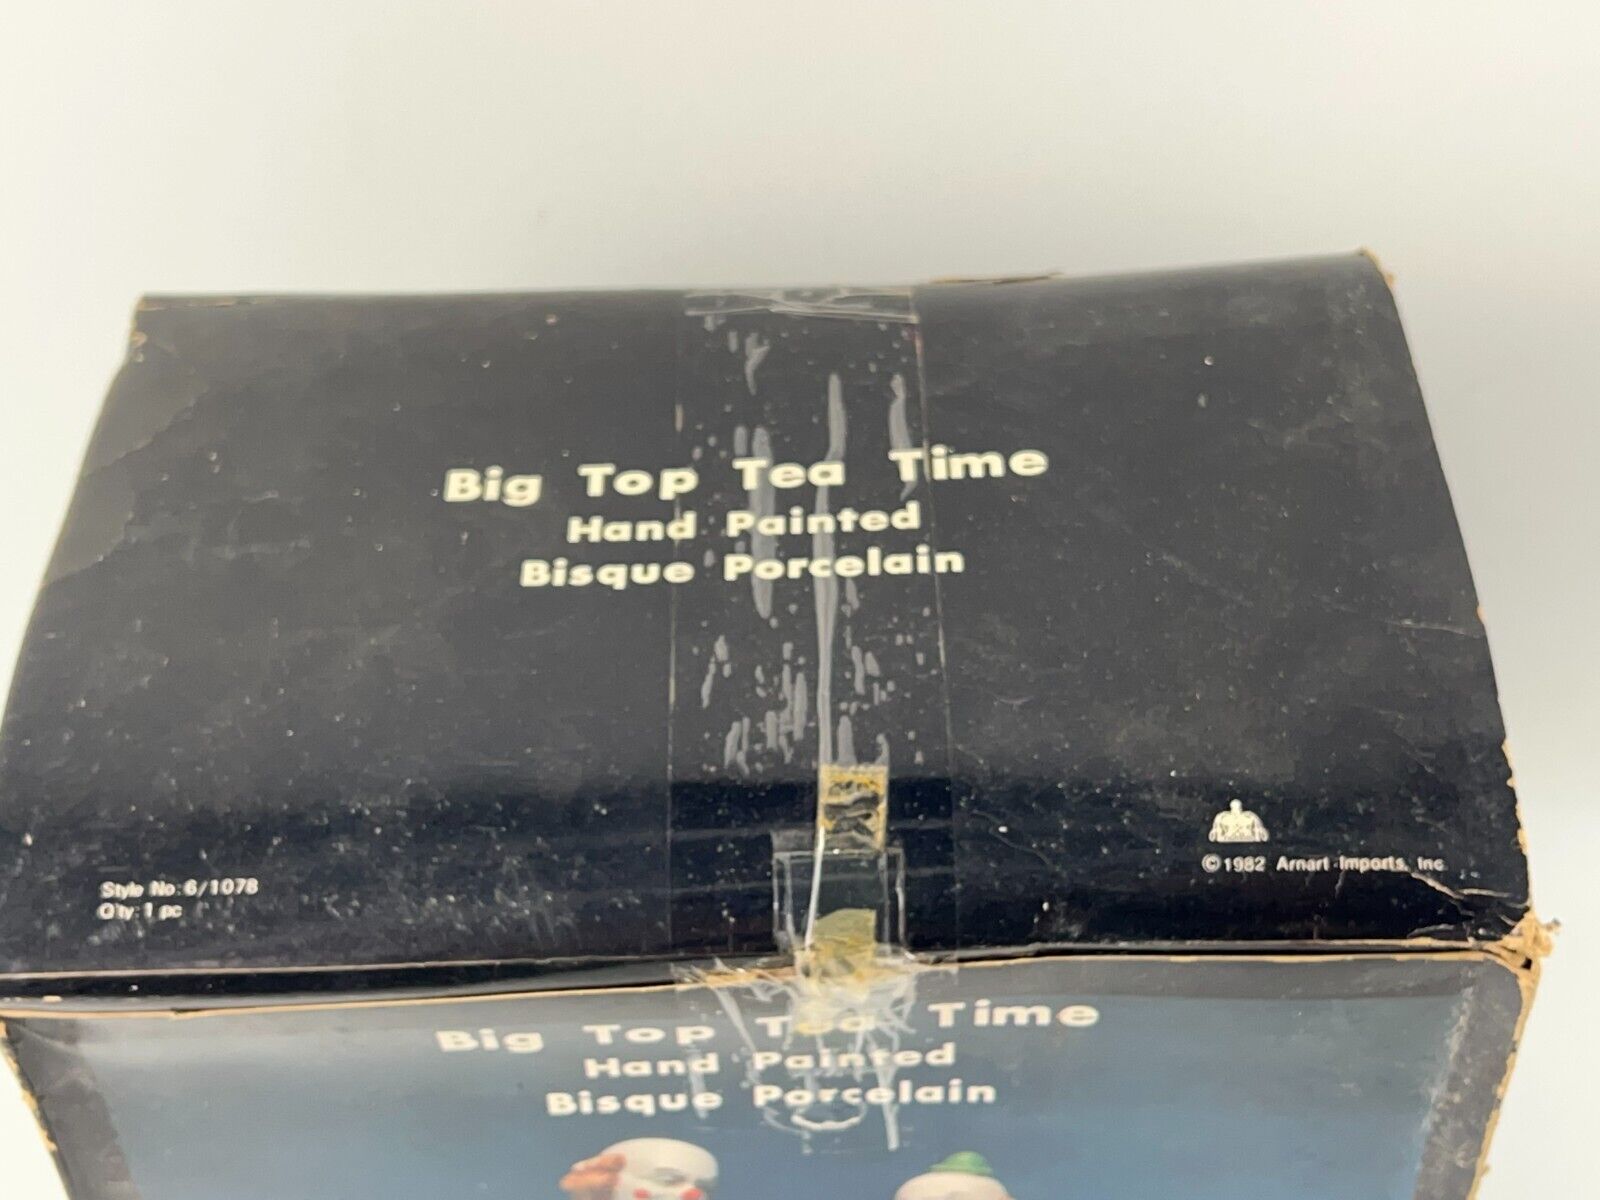 Big Top Tea Time
Hand Painted
Bisque Porcelain
Style No. 6/1078
Q'ty: 1 pc
©1982 Arnart Imports, Inc
Big Top Tea Time
Hand Painted
Bisque Porcelain